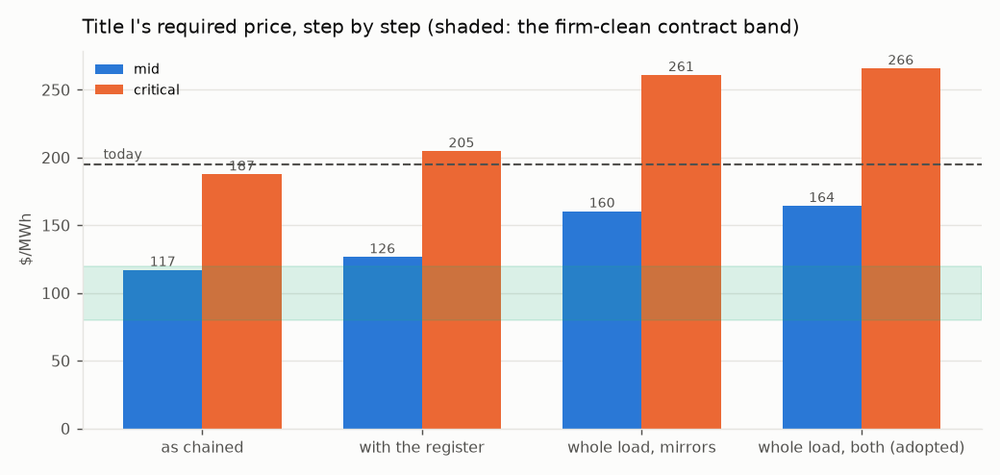 Title I's required price, step by step (shaded: the firm-clean contract band)
mid
critical
$/MWh
250
200
150
100
50
0
today
117
187
126
205
160
261
164
266
as chained
with the register
whole load, mirrors
whole load, both (adopted)